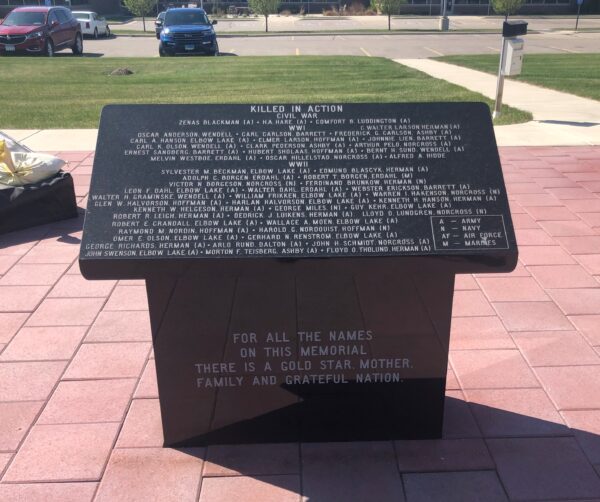 KILLED IN ACTION
CIVIL WAR
ZENAS BLACKMAN (A) • HA HARE (A) • COMFORT B. LUDDINGTON (A)
WWI C. WALTER LARSON HERMAN (A)
OSCAR ANDERSON, WENDELL • CARL CARLSON, BARRETT • FREDERICK G. CARLSON, ASHBY (A)
CARL A. HANSON, ELBOW LAKE (A) • ELMER LARSON, HOFFMAN (A) • JOHNNIE LIEN, BARRETT (A)
CARL K. OLSON, WENDELL (A) • CLARK PEDERSON, ASHBY (A) • ARTHUR PELO, NORCROSS (A)
ERNEST SANDBERG, BARRETT (A) • HUBERT SHOLAAS, HOFFMAN (A) • BERNT H. SUND, WENDELL (A)
MELVIN WESTBOE, ERDAHL (A) • OSCAR HILLESTAD, NORCROSS (A) • ALFRED A. HODDE
WWII
SYLVESTER M. BECKMAN, ELBOW LAKE (A) • EDMUND BLASCYK, HERMAN (A)
ADOLPH E. BORGEN, ERDAHL (A) • ROBERT T. BORGEN, ERDAHL (M)
VICTOR N. BORGESON, NORCROSS (N) • FERDINAND BRUNKOW, HERMAN (N)
LEON F. DAHL, ELBOW LAKE (A) • WALTER DAHL, ERDAHL (A) • WEBSTER ERICKSON, BARRETT (A)
WALTER H. GRAMINSKE, WENDELL (A) • WILLIAM FRIKKEN, ELBOW LAKE (A) • WARREN I. HAAKENSON, NORCROSS (N)
GLEN W. HALVORSON, HOFFMAN (A) • HARLAN HALVORSON, ELBOW LAKE (A) • KENNETH H. HANSON, HERMAN (A)
KENNETH W. HELGESON, HERMAN (A) • GEORGE MILES, (N) • GUY KEHR, ELBOW LAKE (A)
ROBERT R. LEIGH, HERMAN (A) • DEDRICK J. LUIKENS, HERMAN (A) LLOYD D. LUNDGREN, NORCROSS (N)
ROBERT E. CRANDALL, ELBOW LAKE (A) • WALLACE A. MOEN, ELBOW LAKE (A)
RAYMOND M. NORDIN, HOFFMAN (A) • HAROLD G. NORDQUIST, HOFFMAN (N)
OMER E. OLSON, ELBOW LAKE (A) • GERHARD N. RENSTROM, ELBOW LAKE (A)
GEORGE RICHARDS, HERMAN (A) • ARLO RUND, DALTON (A) • JOHN H. SCHMIDT, NORCROSS (A)
JOHN SWENSON, ELBOW LAKE (A) • MORTON F. TEISBERG, ASHBY (A) • FLOYD O. THOLUND, HERMAN (A)
A – ARMY
N – NAVY
AF – AIR FORCE
M – MARINES
FOR ALL THE NAMES
ON THIS MEMORIAL
THERE IS A GOLD STAR, MOTHER,
FAMILY AND GRATEFUL NATION.